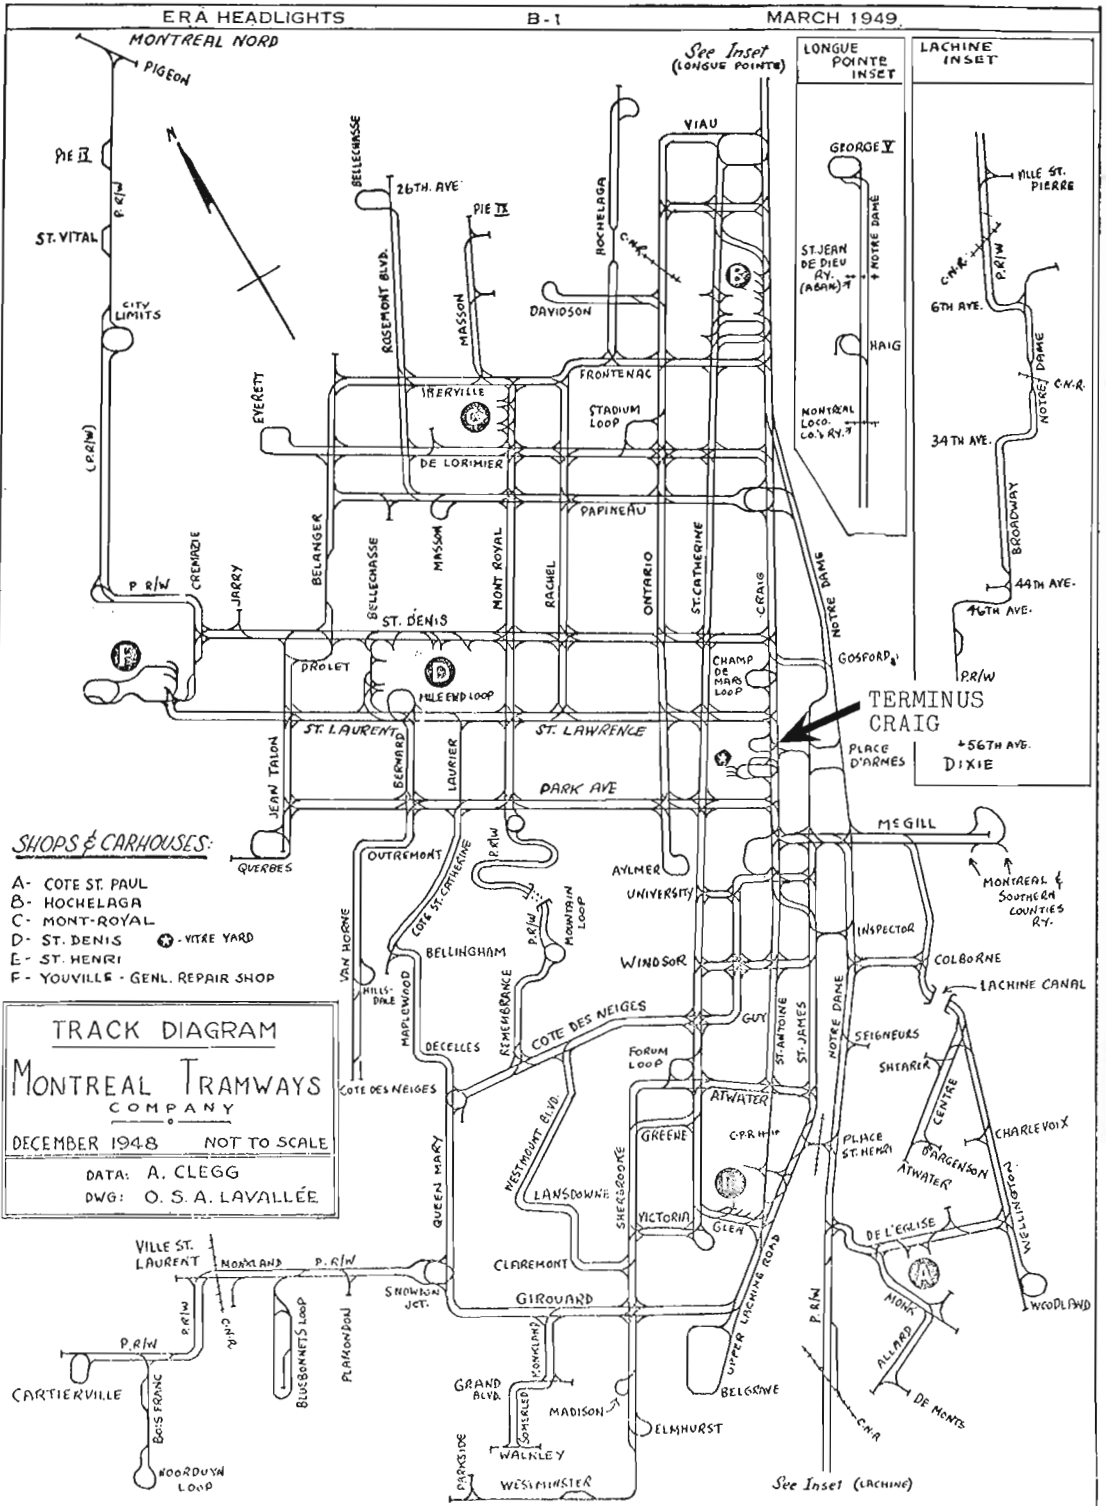 ERA HEADLIGHTS
B-1
MARCH 1949
MONTREAL NORD
PIGEON
PIE IX
P. R/W
ST. VITAL
CITY
LIMITS
(P.R/W)
N
BELLECHASSE
26TH. AVE
ROSEMONT BLVD.
PIE IX
MASSON
HOCHELAGA
C.N.R.
DAVIDSON
See Inset
(LONGUE POINTE)
VIAU
B
LONGUE
POINTE
INSET
GEORGE V
NOTRE DAME
ST. JEAN
DE DIEU
RY.
(ABAN)
HAIG
MONTREAL
LOCO.
CO.'S RY.
LACHINE
INSET
VILLE ST.
PIERRE
C.N.R.
P.R/W
6TH AVE.
NOTRE DAME
C.N.R.
34TH AVE.
BROADWAY
44TH AVE.
46TH AVE.
P.R/W
56TH AVE.
DIXIE
EVERETT
IBERVILLE
FRONTENAC
STADIUM
LOOP
DE LORIMIER
PAPINEAU
MASSON
BELANGER
BELLECHASSE
MONT ROYAL
RACHEL
ONTARIO
ST. CATHERINE
CRAIG
NOTRE DAME
P R/W
CREMAZIE
JARRY
ST. DENIS
F
DROLET
D
MILE END LOOP
CHAMP
DE
MARS
LOOP
GOSFORD
TERMINUS
CRAIG
ST. LAURENT
ST. LAWRENCE
BERNARD
LAURIER
JEAN TALON
PLACE
D'ARMES
PARK AVE
QUERBES
OUTREMONT
COTE ST. CATHERINE
P.R/W
AYLMER
UNIVERSITY
McGILL
MONTREAL &
SOUTHERN
COUNTIES
RY.
SHOPS & CARHOUSES:
A- COTE ST. PAUL
B- HOCHELAGA
C- MONT-ROYAL
D- ST. DENIS
- VITRE YARD
E- ST. HENRI
F- YOUVILLE - GENL. REPAIR SHOP
VAN HORNE
HILLS-
DALE
MAPLEWOOD
BELLINGHAM
P.R/W
MOUNTAIN
LOOP
REMEMBRANCE
WINDSOR
INSPECTOR
COLBORNE
LACHINE CANAL
COTE DES NEIGES
GUY
ST. ANTOINE
ST. JAMES
NOTRE DAME
SEIGNEURS
DECELLES
COTE DES NEIGES
FORUM
LOOP
ATWATER
SHEARER
CENTRE
CHARLEVOIX
TRACK DIAGRAM
MONTREAL TRAMWAYS
COMPANY
DECEMBER 1948
NOT TO SCALE
DATA: A. CLEGG
DWG: O. S. A. LAVALLÉE
QUEEN MARY
WESTMOUNT BLVD.
GREENE
C.P.R.
PLACE
ST. HENRI
D'ARGENSON
ATWATER
SHERBROOKE
LANSDOWNE
VICTORIA
GLEN
DE L'EGLISE
WELLINGTON
A
MONK
WOODLAND
CLAREMONT
UPPER LACHINE ROAD
P.R/W
ALLARD
DE MONTS
VILLE ST.
LAURENT
MONKLAND
P.R/W
SNOWDON
JCT.
GIROUARD
P.R/W
C.N.R.
BLUEBONNETS LOOP
PLAMONDON
P.R/W
CARTIERVILLE
BOIS FRANC
NOORDUYN
LOOP
MONKLAND
GRAND
BLVD.
SOMERLED
WALKLEY
MADISON
BELGRAVE
ELMHURST
PARKSIDE
WESTMINSTER
C.N.R
See Inset (LACHINE)